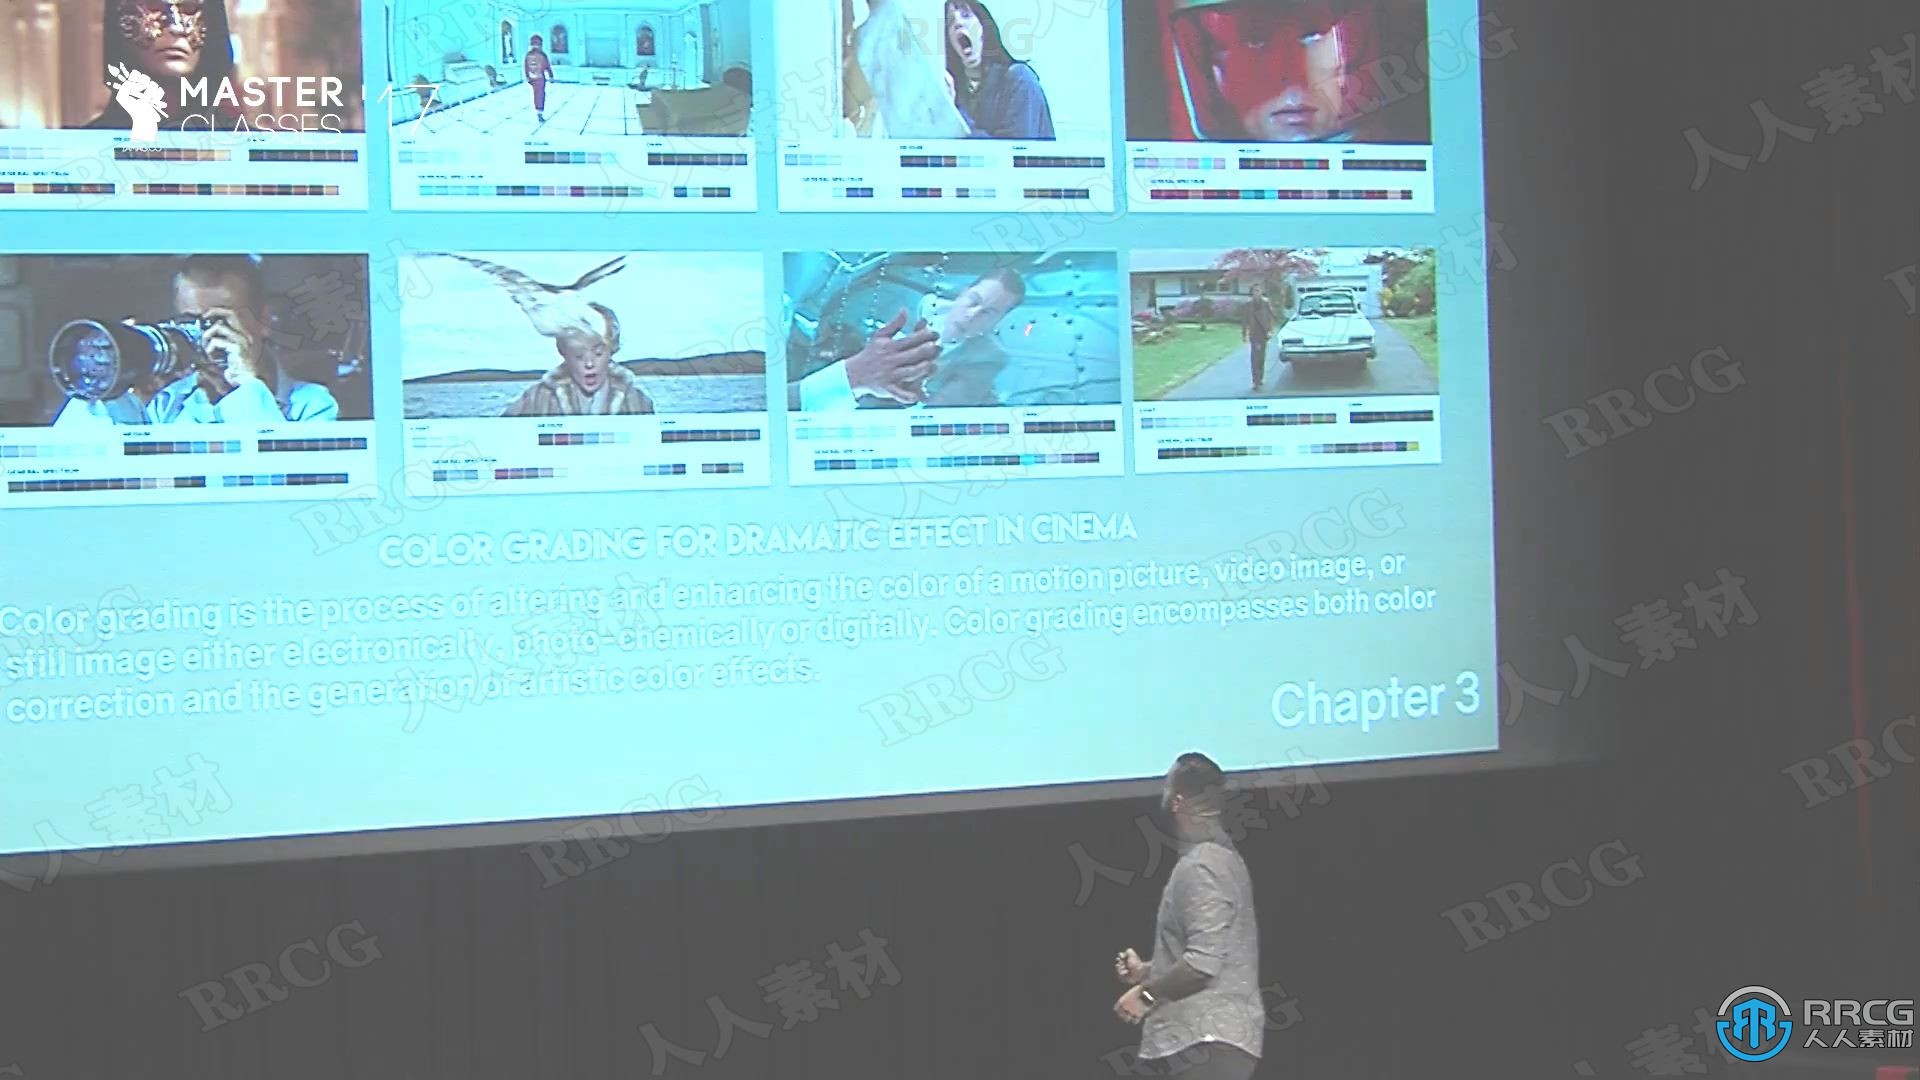 MASTER '17
CLASSES
COLOR GRADING FOR DRAMATIC EFFECT IN CINEMA
Color grading is the process of altering and enhancing the color of a motion picture, video image, or
still image either electronically, photo-chemically or digitally. Color grading encompasses both color
correction and the generation of artistic color effects.
Chapter 3
RRCG
人人素材